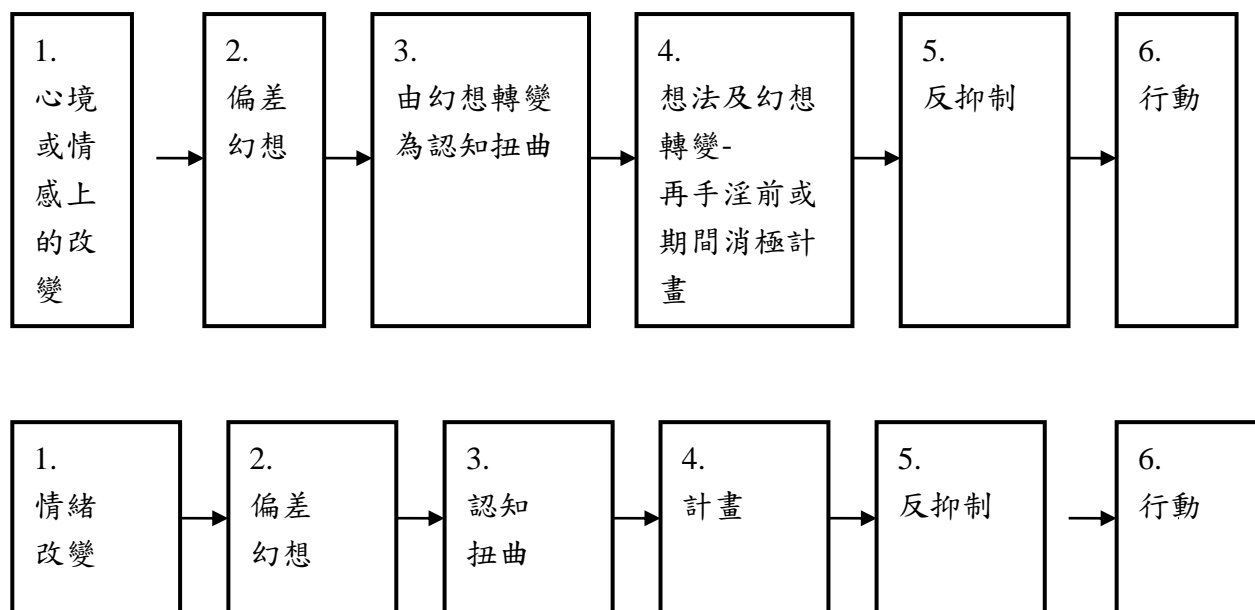 1.
心境
或情
感上
的改
變
2.
偏差
幻想
3.
由幻想轉變
為認知扭曲
4.
想法及幻想
轉變-
再手淫前或
期間消極計
畫
5.
反抑制
6.
行動
1.
情緒
改變
2.
偏差
幻想
3.
認知
扭曲
4.
計畫
5.
反抑制
6.
行動